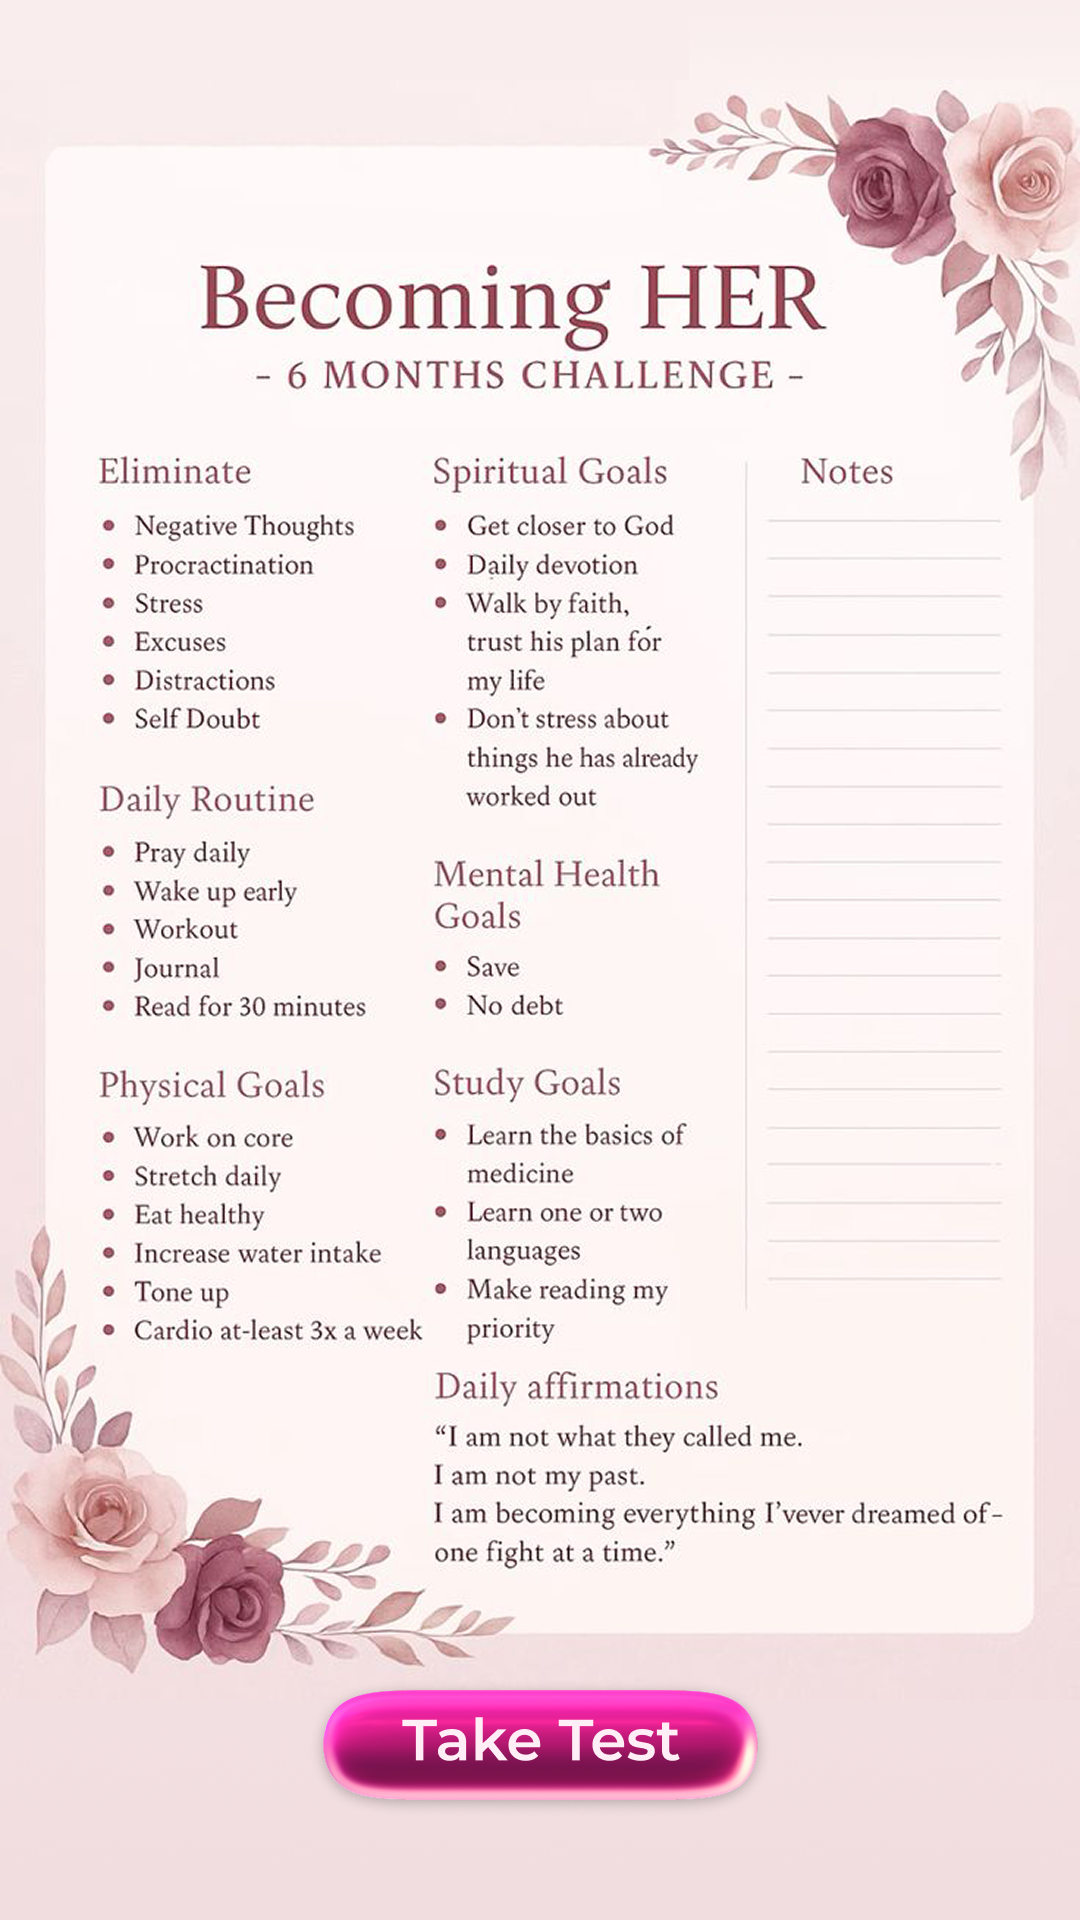 Becoming HER
- 6 MONTHS CHALLENGE -
Eliminate
• Negative Thoughts
• Procractination
• Stress
• Excuses
• Distractions
• Self Doubt
Daily Routine
• Pray daily
• Wake up early
• Workout
• Journal
• Read for 30 minutes
Physical Goals
• Work on core
• Stretch daily
• Eat healthy
• Increase water intake
• Tone up
• Cardio at-least 3x a week
Spiritual Goals
• Get closer to God
• Daily devotion
• Walk by faith,
trust his plan for
my life
• Don't stress about
things he has already
worked out
Mental Health
Goals
• Save
• No debt
Study Goals
• Learn the basics of
medicine
• Learn one or two
languages
• Make reading my
priority
Notes
Daily affirmations
“I am not what they called me.
I am not my past.
I am becoming everything I’vever dreamed of-
one fight at a time.”
Take Test